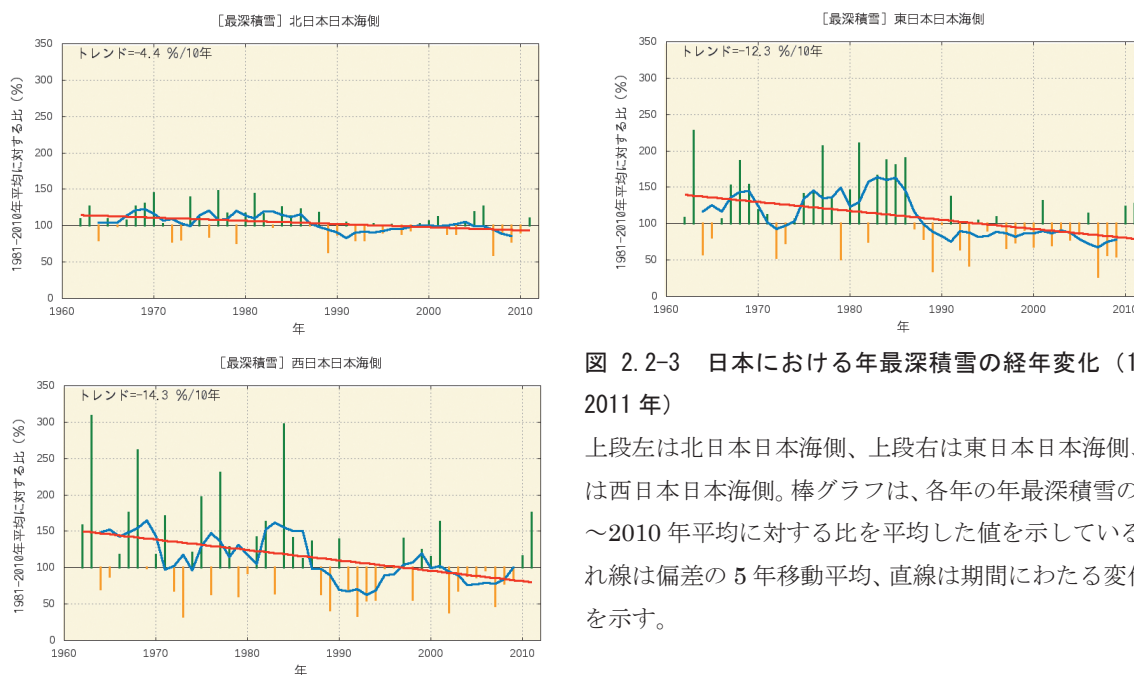 [最深積雪] 北日本日本海側
1981-2010年平均に対する比(%)
トレンド=-4.4 %/10年
350
300
250
200
150
100
50
0
1960 1970 1980 1990 2000 2010
年
[最深積雪] 東日本日本海側
1981-2010年平均に対する比(%)
トレンド=-12.3 %/10年
350
300
250
200
150
100
50
0
1960 1970 1980 1990 2000 2010
年
[最深積雪] 西日本日本海側
1981-2010年平均に対する比(%)
トレンド=-14.3 %/10年
350
300
250
200
150
100
50
0
1960 1970 1980 1990 2000 2010
年
図 2.2-3 日本における年最深積雪の経年変化(1
2011 年)
上段左は北日本日本海側、上段右は東日本日本海側、
は西日本日本海側。棒グラフは、各年の年最深積雪の
~2010 年平均に対する比を平均した値を示している
れ線は偏差の 5 年移動平均、直線は期間にわたる変化
を示す。